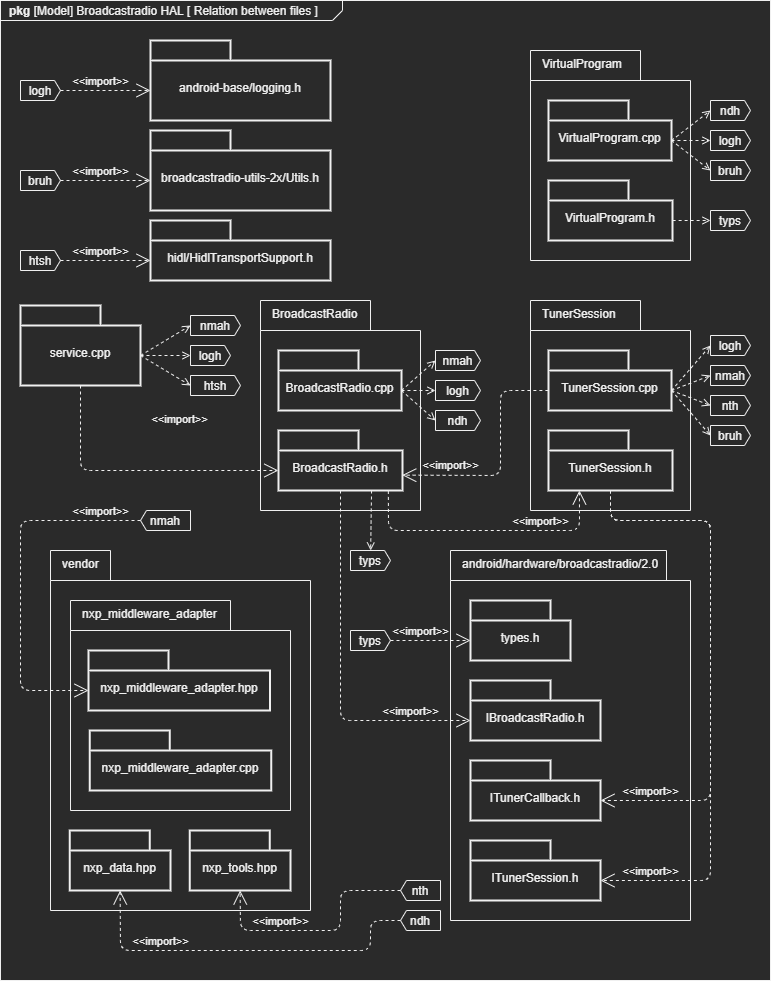 pkg [Model] Broadcastradio HAL [ Relation between files ]
logh
<<import>>
android-base/logging.h
bruh
<<import>>
broadcastradio-utils-2x/Utils.h
htsh
<<import>>
hidl/HidlTransportSupport.h
VirtualProgram
VirtualProgram.cpp
ndh
logh
bruh
VirtualProgram.h
typs
service.cpp
nmah
logh
htsh
<<import>>
BroadcastRadio
BroadcastRadio.cpp
nmah
logh
ndh
BroadcastRadio.h
<<import>>
typs
TunerSession
TunerSession.cpp
logh
nmah
nth
bruh
TunerSession.h
<<import>>
<<import>>
nmah
vendor
nxp_middleware_adapter
nxp_middleware_adapter.hpp
nxp_middleware_adapter.cpp
nxp_data.hpp
nxp_tools.hpp
android/hardware/broadcastradio/2.0
typs
<<import>>
types.h
<<import>>
IBroadcastRadio.h
ITunerCallback.h
<<import>>
ITunerSession.h
<<import>>
nth
<<import>>
ndh
<<import>>